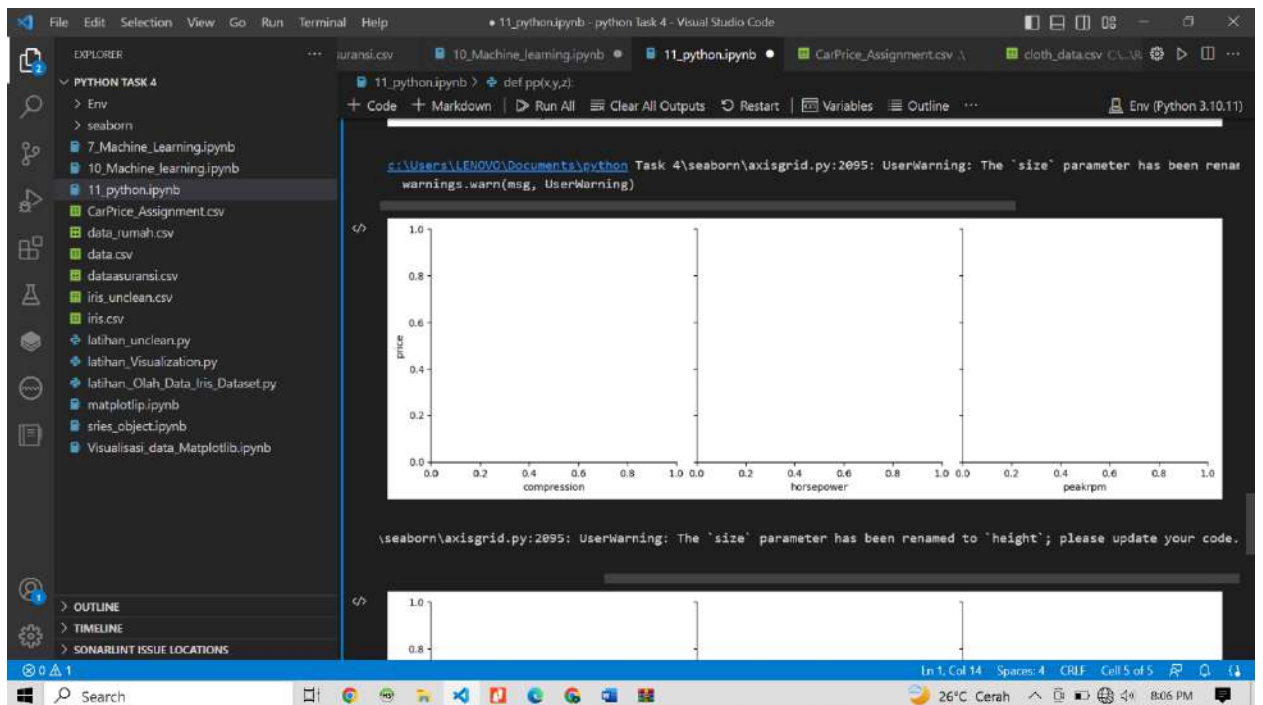 File Edit Selection View Go Run Terminal Help
● 11_python.ipynb - python Task 4 - Visual Studio Code
EXPLORER
uransi.csv 10_Machine_learning.ipynb ● 11_python.ipynb ● CarPrice_Assignment.csv .\ cloth_data.csv
PYTHON TASK 4
11_python.ipynb > def pp(x,y,z):
+ Code + Markdown | Run All Clear All Outputs Restart | Variables Outline ··· Env (Python 3.10.11)
> Env
> seaborn
7_Machine_Learning.ipynb
10_Machine_learning.ipynb
11_python.ipynb
CarPrice_Assignment.csv
data_rumah.csv
data.csv
dataasuransi.csv
iris_unclean.csv
iris.csv
latihan_unclean.py
latihan_Visualization.py
latihan,_Olah_Data_Iris_Dataset.py
matplotlip.ipynb
sries_object.ipynb
Visualisasi_data_Matplotlib.ipynb
> OUTLINE
> TIMELINE
> SONARLINT ISSUE LOCATIONS
c:\Users\LENOVO\Documents\python Task 4\seaborn\axisgrid.py:2095: UserWarning: The `size` parameter has been renam
warnings.warn(msg, UserWarning)
1.0
0.8
0.6
0.4
0.2
0.0
price
0.0 0.2 0.4 0.6 0.8 1.0 0.0 0.2 0.4 0.6 0.8 1.0 0.0 0.2 0.4 0.6 0.8 1.0
compression horsepower peakrpm
\seaborn\axisgrid.py:2095: UserWarning: The `size` parameter has been renamed to `height`; please update your code.
1.0
0.8
0 1
Ln 1, Col 14 Spaces: 4 CRLF Cell 5 of 5
Search
26°C Cerah 8:06 PM